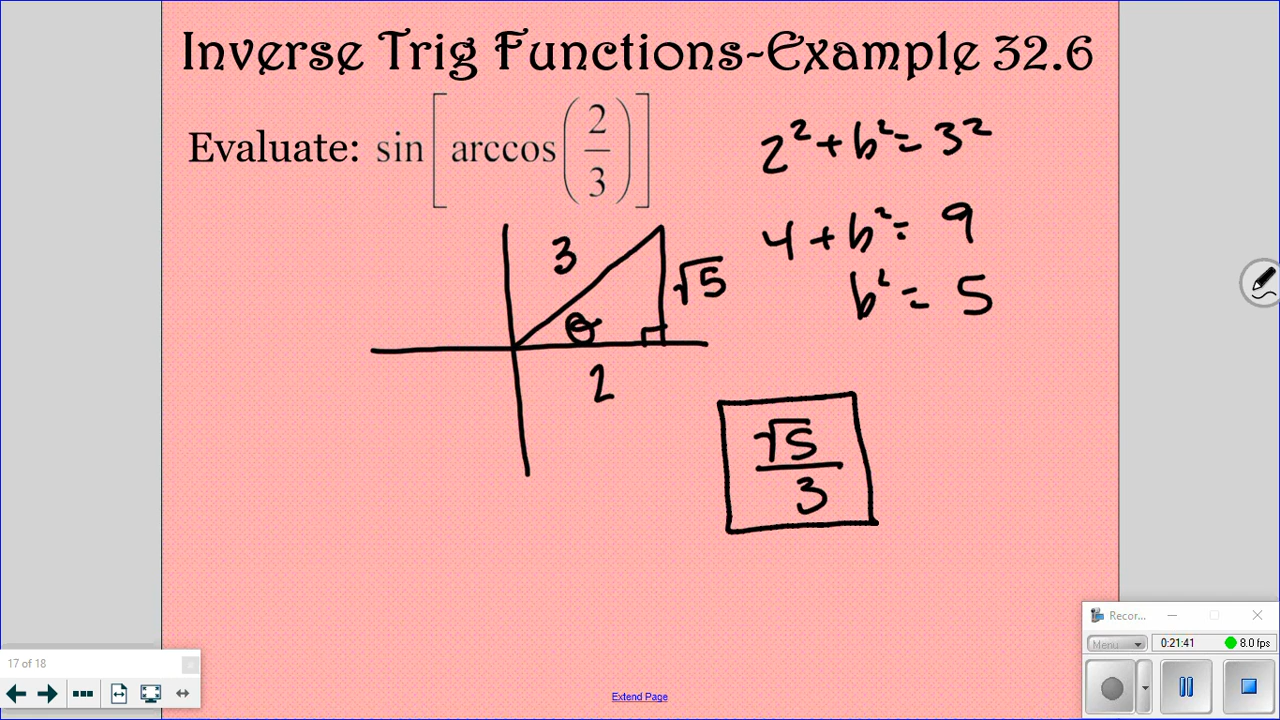 Inverse Trig Functions-Example 32.6
Evaluate: sin[arccos(2/3)]
2² + b² = 3²
4 + b² = 9
b² = 5
3
√5
θ
2
√5/3
17 of 18
Extend Page
Recor...
Menu
0:21:41
8.0 fps